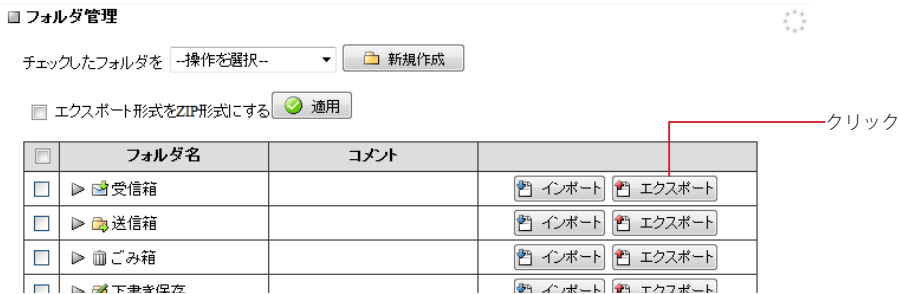 フォルダ管理
チェックしたフォルダを --操作を選択-- 新規作成
エクスポート形式をZIP形式にする 適用
クリック
フォルダ名 コメント
受信箱 インポート エクスポート
送信箱 インポート エクスポート
ごみ箱 インポート エクスポート
下書き保存 インポート エクスポート